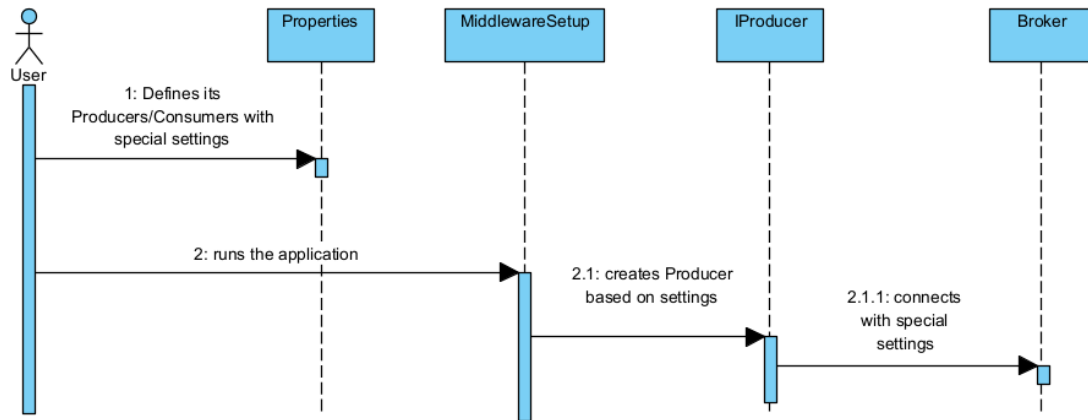 Properties
MiddlewareSetup
IProducer
Broker
User
1: Defines its
Producers/Consumers with
special settings
2: runs the application
2.1: creates Producer
based on settings
2.1.1: connects
with special
settings